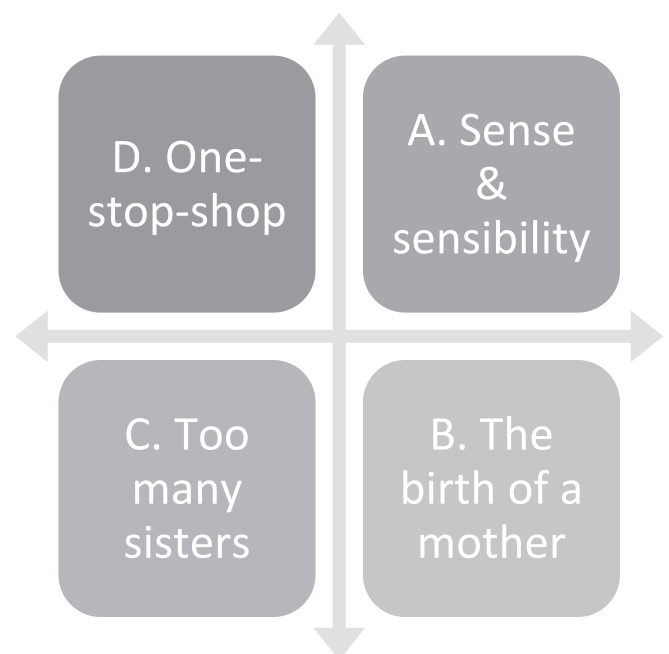 D. One-
stop-shop
A. Sense
&
sensibility
C. Too
many
sisters
B. The
birth of a
mother